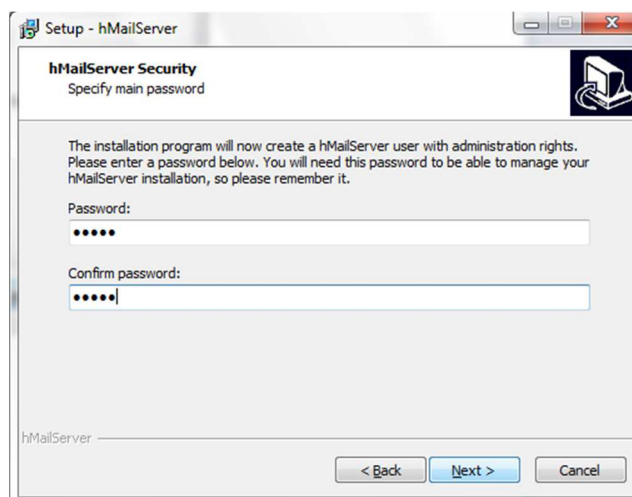 Setup - hMailServer
hMailServer Security
Specify main password
The installation program will now create a hMailServer user with administration rights.
Please enter a password below. You will need this password to be able to manage your
hMailServer installation, so please remember it.
Password:
•••••
Confirm password:
•••••
hMailServer
< Back
Next >
Cancel